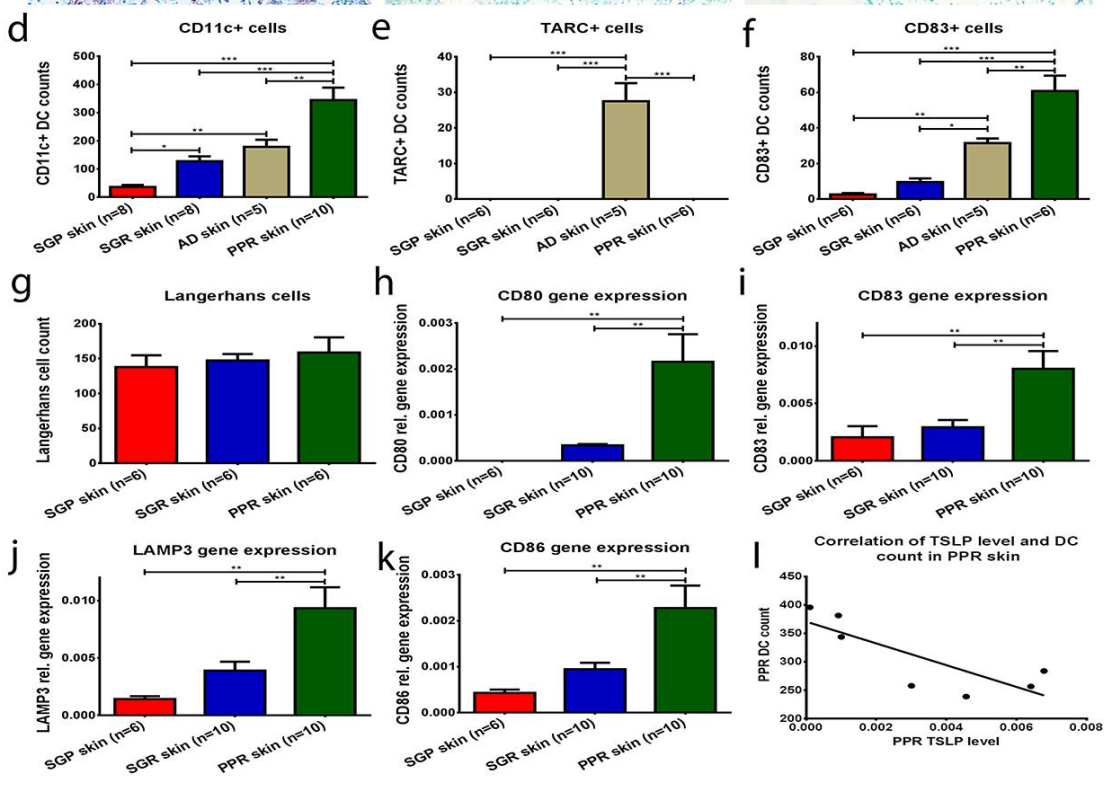 d
CD11c+ cells
CD11c+ DC counts
500
400
300
200
100
0
***
***
**
**
*
SGP skin (n=8)
SGR skin (n=8)
AD skin (n=5)
PPR skin (n=10)
e
TARC+ cells
TARC+ DC counts
40
30
20
10
0
***
***
***
SGP skin (n=6)
SGR skin (n=6)
AD skin (n=5)
PPR skin (n=6)
f
CD83+ cells
CD83+ DC counts
80
60
40
20
0
***
***
**
**
*
SGP skin (n=6)
SGR skin (n=6)
AD skin (n=5)
PPR skin (n=6)
g
Langerhans cells
Langerhans cell count
200
150
100
50
0
SGP skin (n=6)
SGR skin (n=6)
PPR skin (n=6)
h
CD80 gene expression
CD80 rel. gene expression
0.003
0.002
0.001
0.000
**
**
SGP skin (n=6)
SGR skin (n=10)
PPR skin (n=10)
i
CD83 gene expression
CD83 rel. gene expression
0.010
0.005
0.000
**
**
SGP skin (n=6)
SGR skin (n=10)
PPR skin (n=10)
j
LAMP3 gene expression
LAMP3 rel. gene expression
0.010
0.005
0.000
**
**
SGP skin (n=6)
SGR skin (n=10)
PPR skin (n=10)
k
CD86 gene expression
CD86 rel. gene expression
0.003
0.002
0.001
0.000
**
**
SGP skin (n=6)
SGR skin (n=10)
PPR skin (n=10)
l
Correlation of TSLP level and DC
count in PPR skin
PPR DC count
450
400
350
300
250
200
0.000 0.002 0.004 0.006 0.008
PPR TSLP level